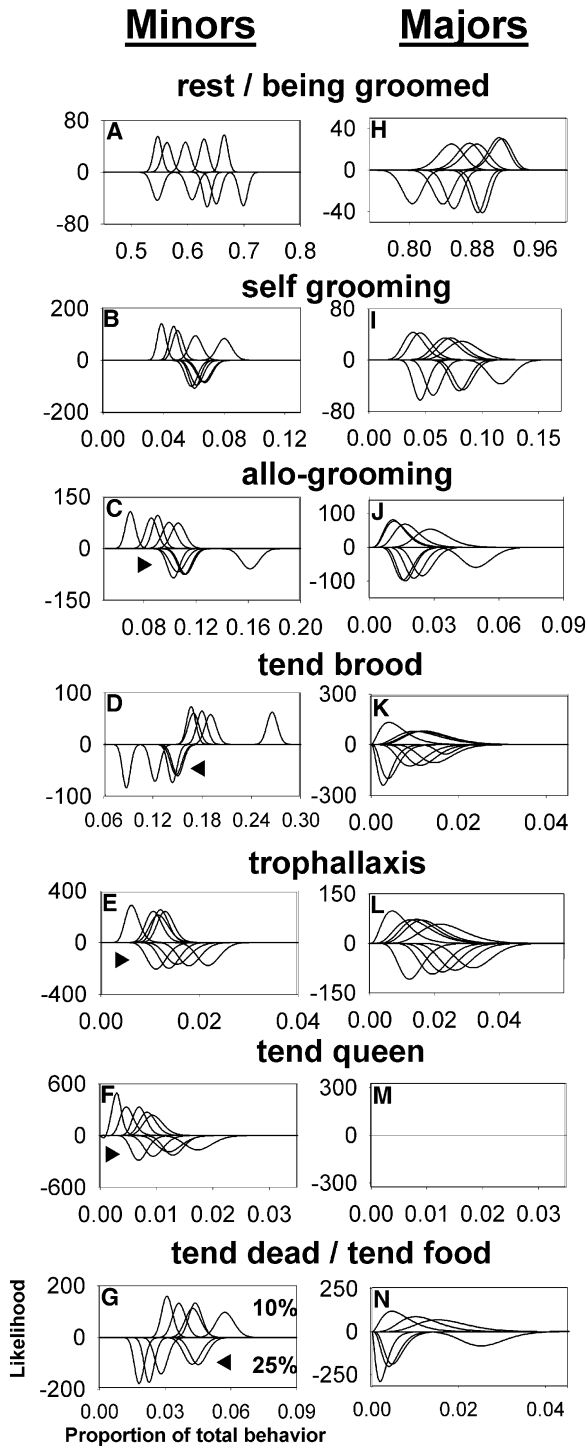 Minors Majors
rest / being groomed
80 A 40 H
0 0
-80 -40
0.5 0.6 0.7 0.8 0.80 0.88 0.96
self grooming
200 B 80 I
0 0
-200 -80
0.00 0.04 0.08 0.12 0.00 0.05 0.10 0.15
allo-grooming
150 C 100 J
0 0
-150 -100
0.08 0.12 0.16 0.20 0.00 0.03 0.06 0.09
tend brood
100 D 300 K
0 0
-100 -300
0.06 0.12 0.18 0.24 0.30 0.00 0.02 0.04
trophallaxis
400 E 150 L
0 0
-400 -150
0.00 0.02 0.04 0.00 0.02 0.04
tend queen
600 F 300 M
0 0
-600 -300
0.00 0.01 0.02 0.03 0.00 0.01 0.02 0.03
tend dead / tend food
200 G 10% 250 N
0 0
25%
-200 -250
0.00 0.03 0.06 0.09 0.00 0.02 0.04
Likelihood
Proportion of total behavior